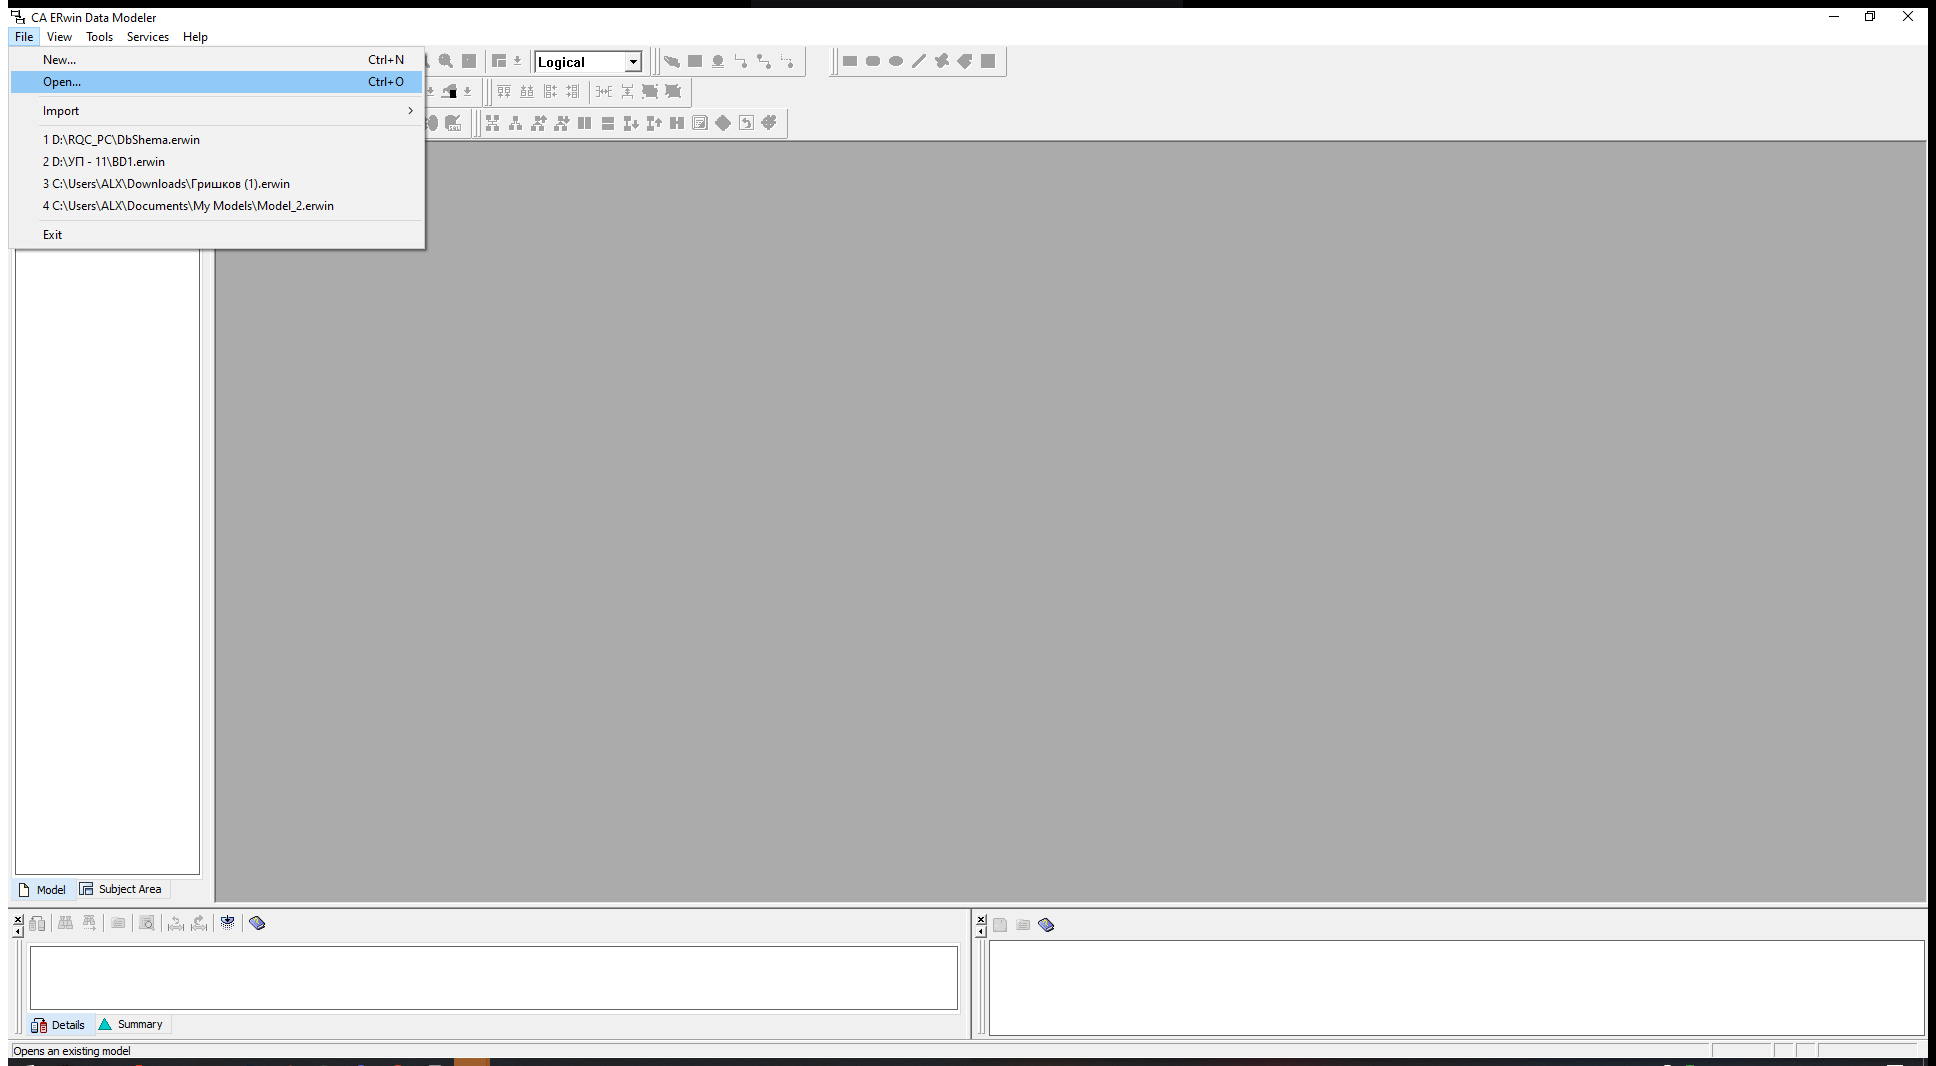 CA ERwin Data Modeler
File View Tools Services Help
New... Ctrl+N
Open... Ctrl+O
Import
1 D:\RQC_PC\DbShema.erwin
2 D:\УП - 11\BD1.erwin
3 C:\Users\ALX\Downloads\Гришков (1).erwin
4 C:\Users\ALX\Documents\My Models\Model_2.erwin
Exit
Logical
Model Subject Area
Details Summary
Opens an existing model